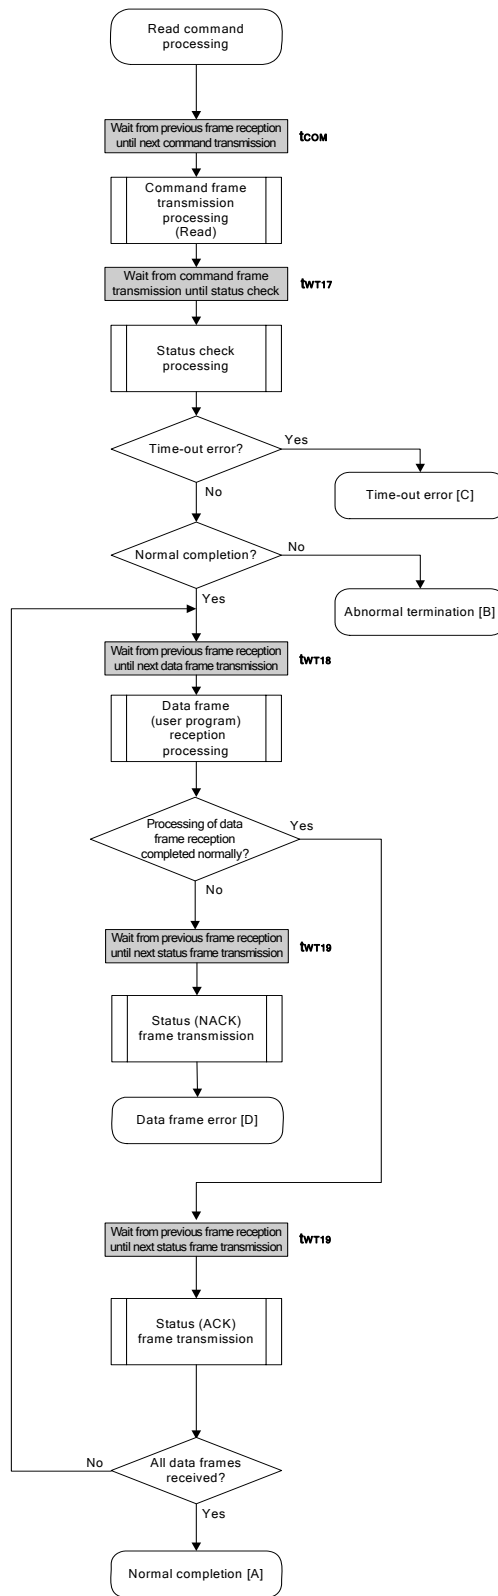 Read command
processing
Wait from previous frame reception
until next command transmission
tCOM
Command frame
transmission
processing
(Read)
Wait from command frame
transmission until status check
tWT17
Status check
processing
Time-out error?
Yes
No
Time-out error [C]
Normal completion?
No
Yes
Abnormal termination [B]
Wait from previous frame reception
until next data frame transmission
tWT18
Data frame
(user program)
reception
processing
Processing of data
frame reception
completed normally?
Yes
No
Wait from previous frame reception
until next status frame transmission
tWT19
Status (NACK)
frame transmission
Data frame error [D]
Wait from previous frame reception
until next status frame transmission
tWT19
Status (ACK)
frame transmission
No
All data frames
received?
Yes
Normal completion [A]